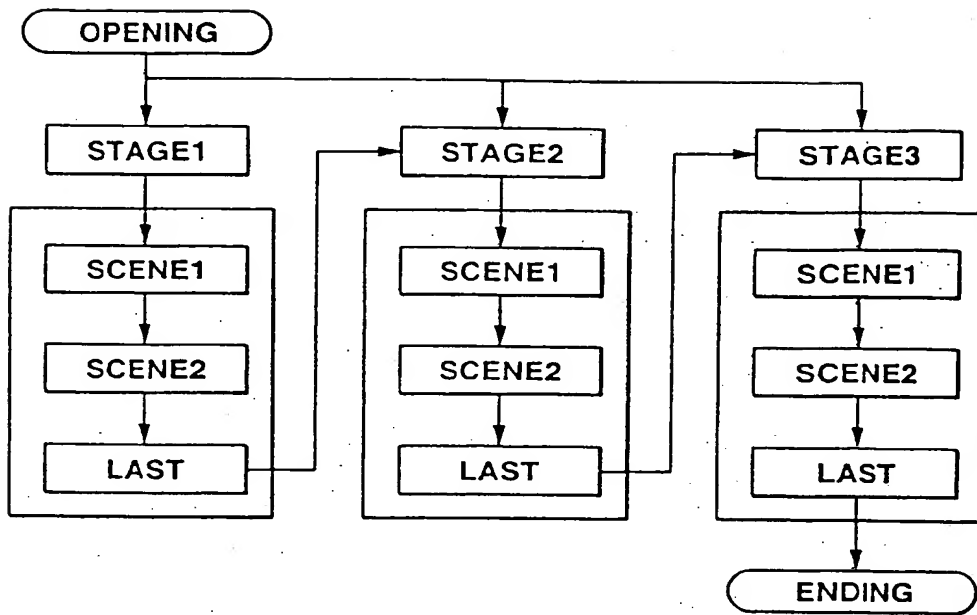 OPENING
STAGE1
STAGE2
STAGE3
SCENE1
SCENE1
SCENE1
SCENE2
SCENE2
SCENE2
LAST
LAST
LAST
ENDING